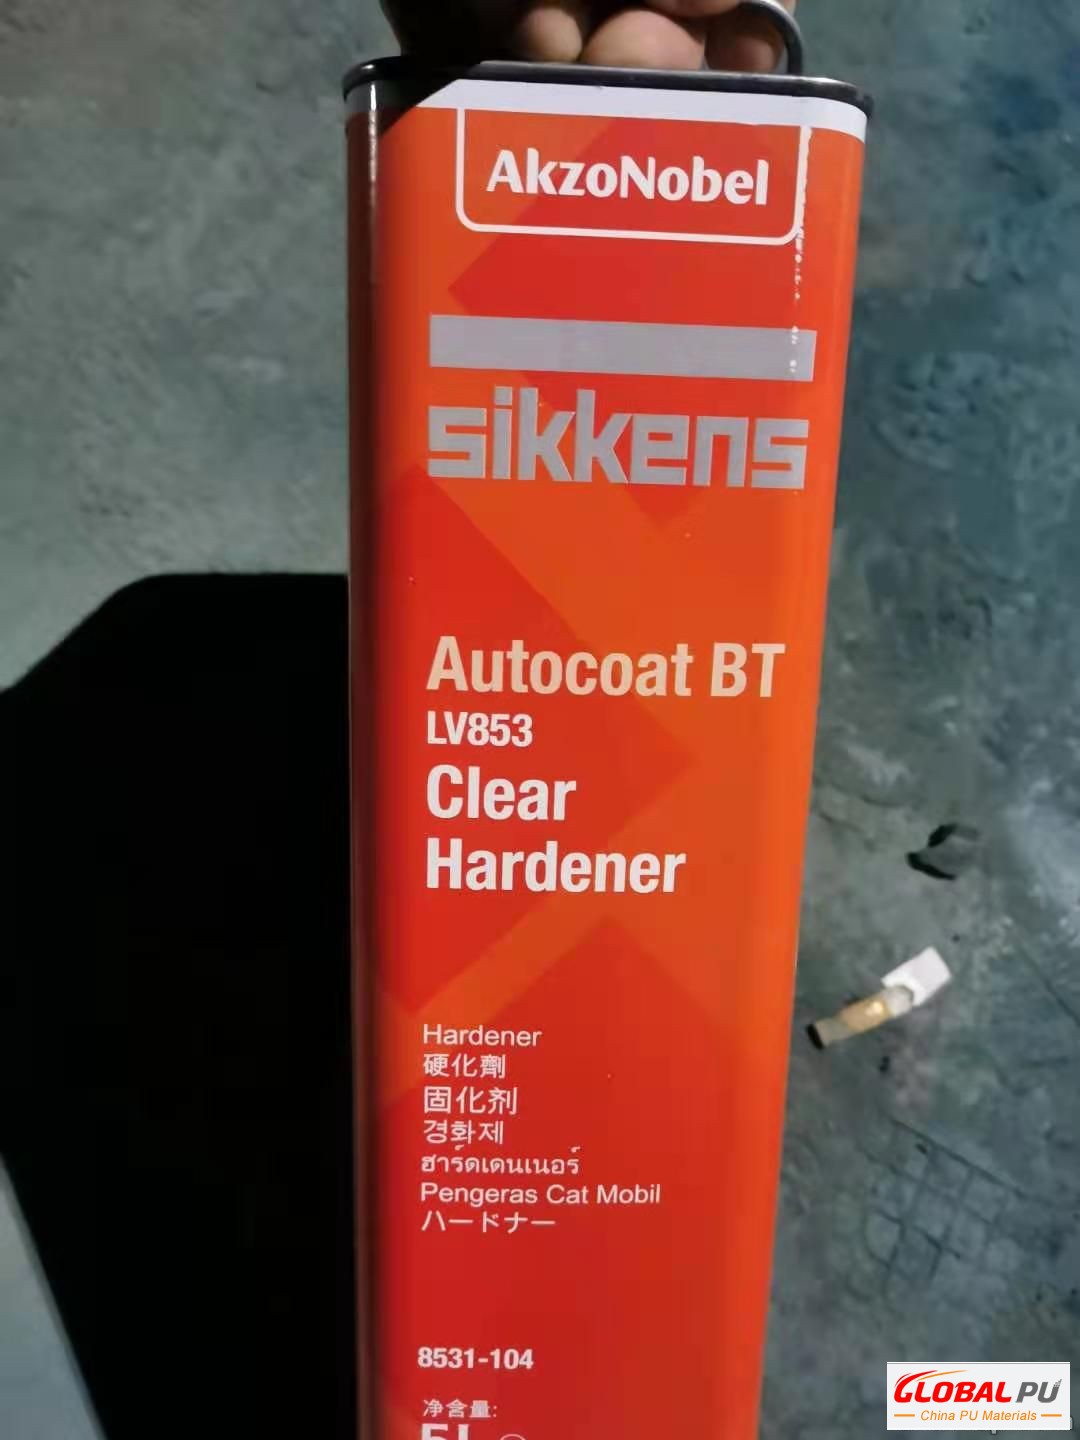 AkzoNobel
sikkens
Autocoat BT
LV853
Clear
Hardener
Hardener
硬化劑
固化剂
경화제
ฮาร์ดเดนเนอร์
Pengeras Cat Mobil
ハードナー
8531-104
净含量:
5L
GLOBAL PU
China PU Materials